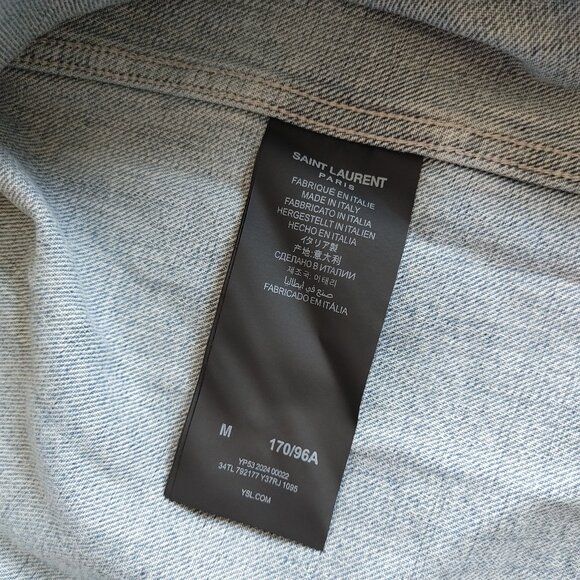 SAINT LAURENT
PARIS
FABRIQUÉ EN ITALIE
MADE IN ITALY
FABBRICATO IN ITALIA
HERGESTELLT IN ITALIEN
HECHO EN ITALIA
イタリア製
产地:意大利
СДЕЛАНО В ИТАЛИИ
제조국: 이태리
صنع في إيطاليا
FABRICADO EM ITÁLIA
M 170/96A
YP53 2024 00022
34TL 792177 Y37RJ 1095
YSL.COM